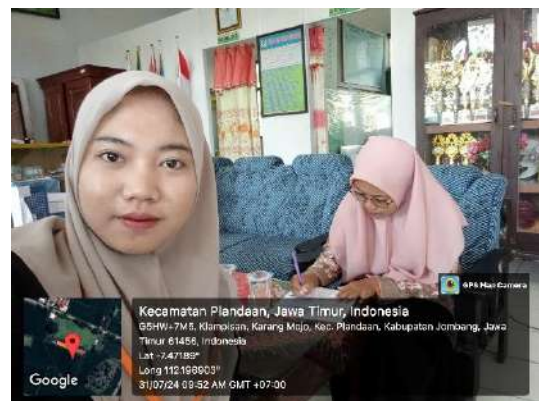 GPS Map Camera
Kecamatan Plandaan, Jawa Timur, Indonesia
G5HW+7M5, Klampisan, Karang Mojo, Kec. Plandaan, Kabupaten Jombang, Jawa
Timur 61456, Indonesia
Lat -7.47189°
Long 112.196903°
31/07/24 09:52 AM GMT +07:00
Google